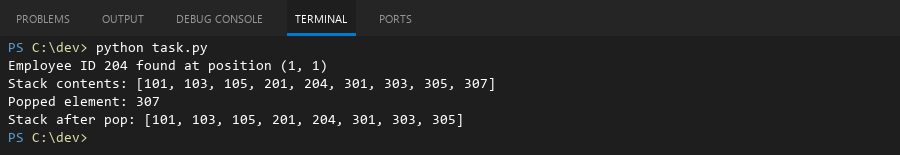 PROBLEMS OUTPUT DEBUG CONSOLE TERMINAL PORTS
PS C:\dev> python task.py
Employee ID 204 found at position (1, 1)
Stack contents: [101, 103, 105, 201, 204, 301, 303, 305, 307]
Popped element: 307
Stack after pop: [101, 103, 105, 201, 204, 301, 303, 305]
PS C:\dev>